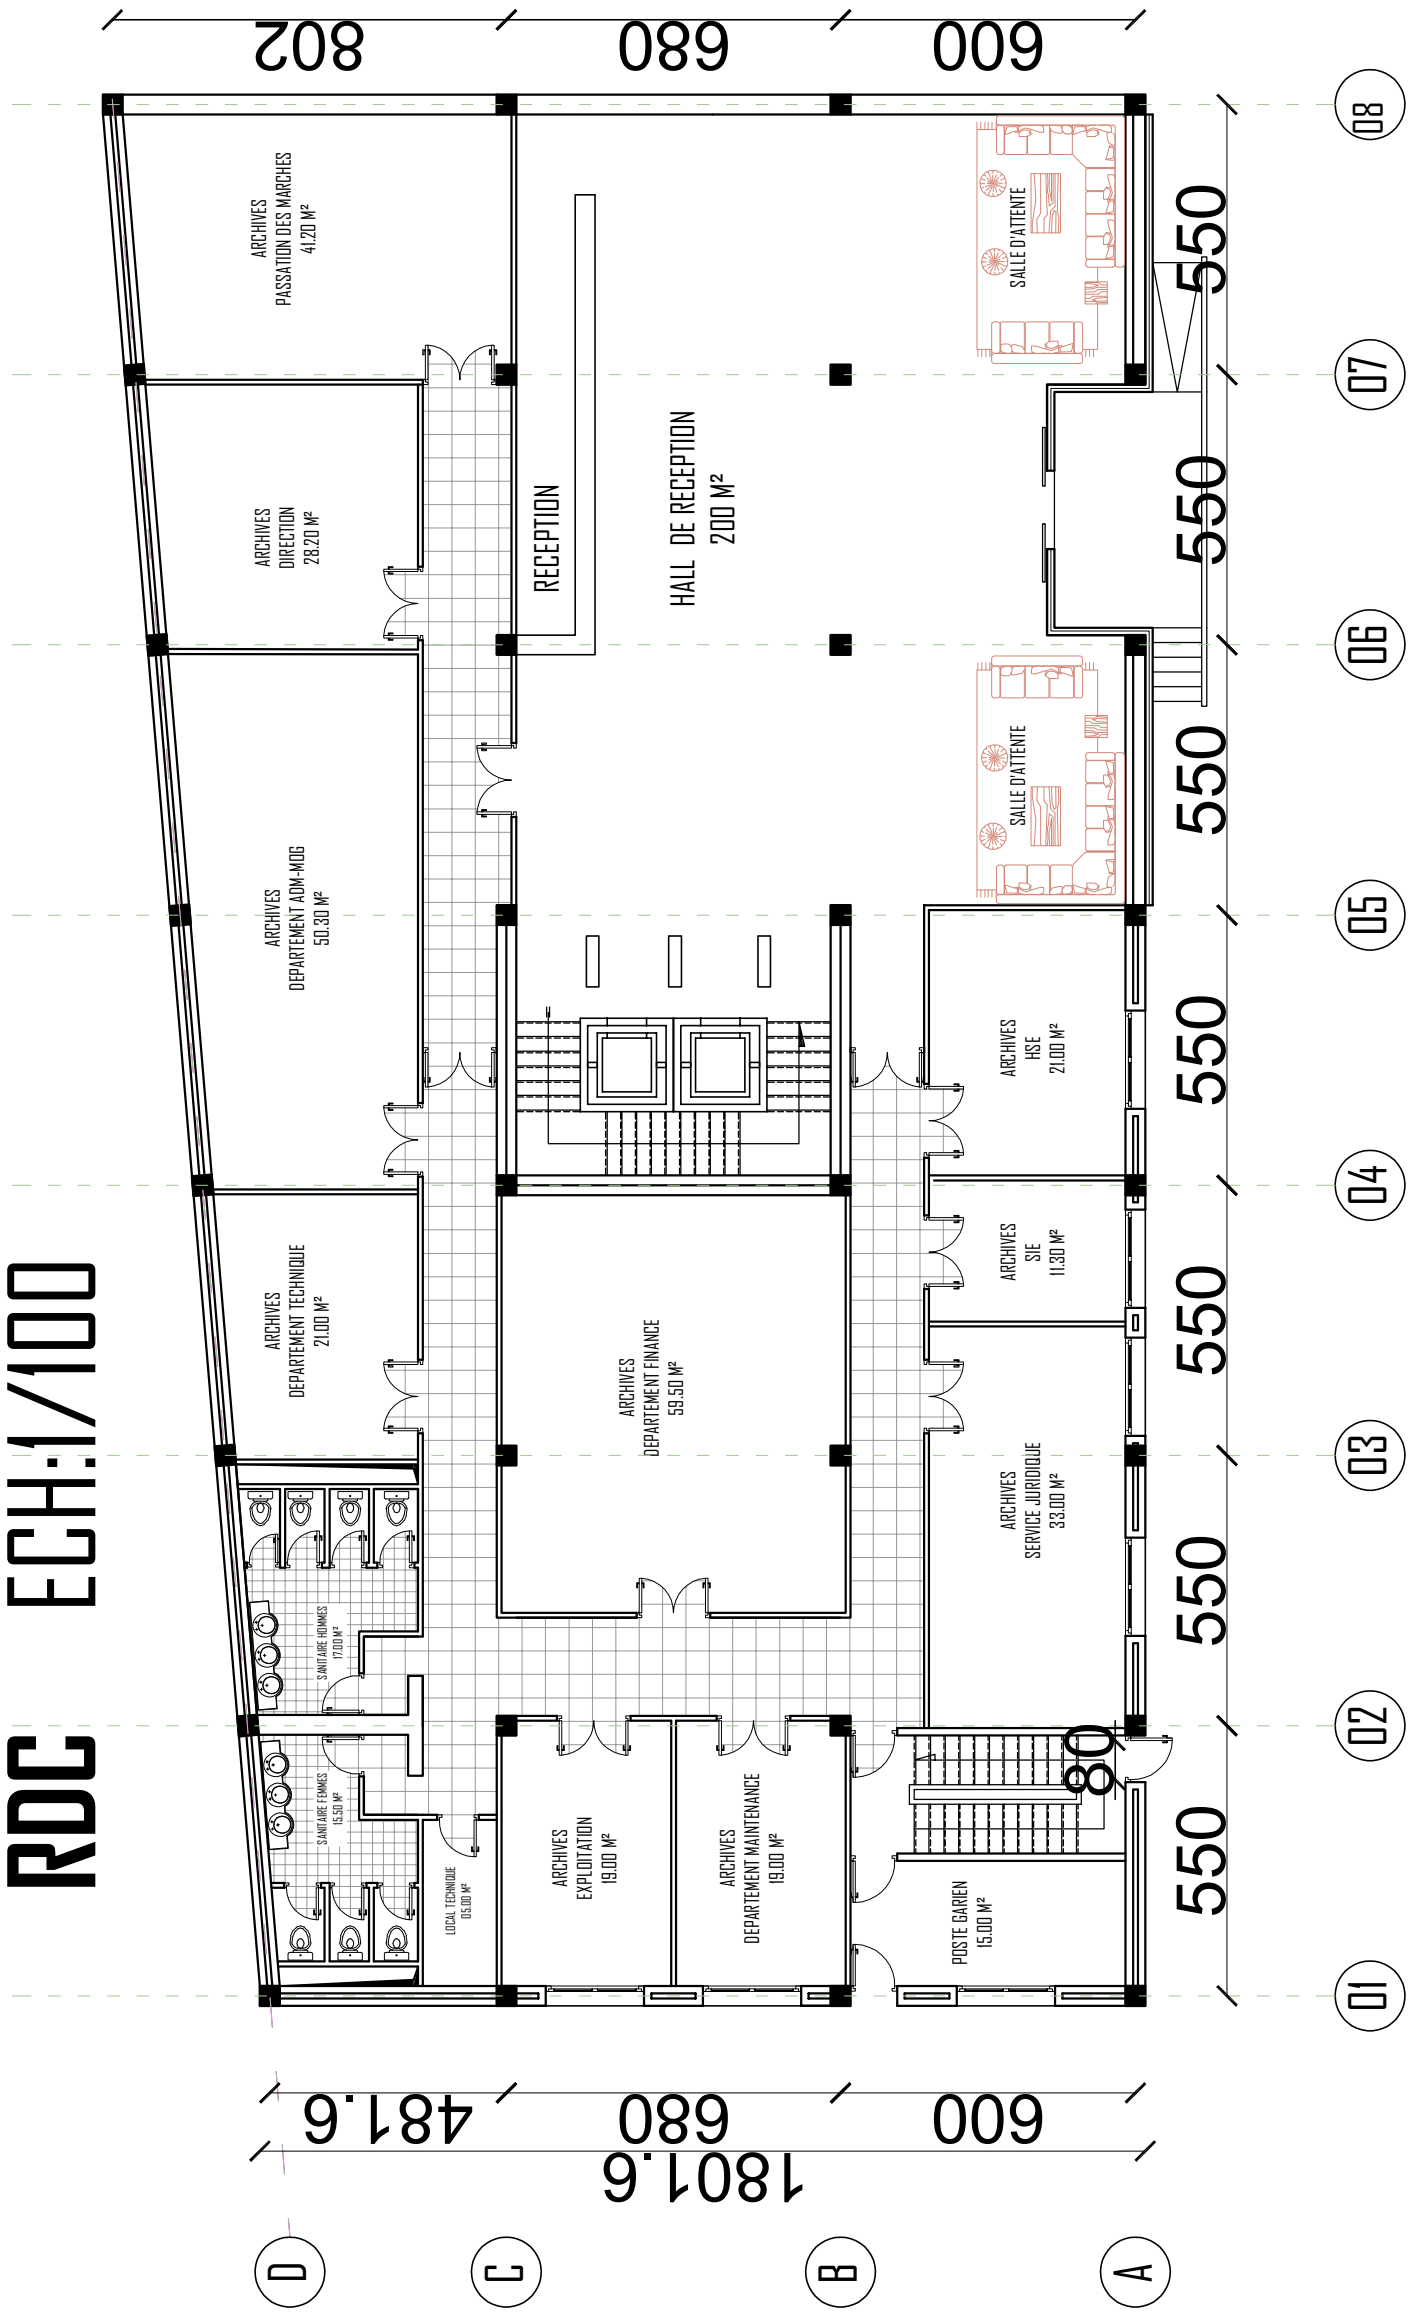 RDC ECH:1/100
802
680
600
ARCHIVES
PASSATION DES MARCHES
41.20 M²
ARCHIVES
DIRECTION
28.20 M²
ARCHIVES
DEPARTEMENT ADM-MOG
50.30 M²
ARCHIVES
DEPARTEMENT TECHNIQUE
21.00 M²
SANITAIRE HOMMES
17.00 M²
SANITAIRE FEMMES
15.50 M²
LOCAL TECHNIQUE
05.00 M²
RECEPTION
HALL DE RECEPTION
200 M²
SALLE D'ATTENTE
SALLE D'ATTENTE
ARCHIVES
DEPARTEMENT FINANCE
59.50 M²
ARCHIVES
EXPLOITATION
19.00 M²
ARCHIVES
DEPARTEMENT MAINTENANCE
19.00 M²
ARCHIVES
HSE
21.00 M²
ARCHIVES
SIE
11.30 M²
ARCHIVES
SERVICE JURIDIQUE
33.00 M²
POSTE GARIEN
15.00 M²
80
550
550
550
550
550
550
550
08
07
06
05
04
03
02
01
481.6
680
600
1801.6
D
C
B
A